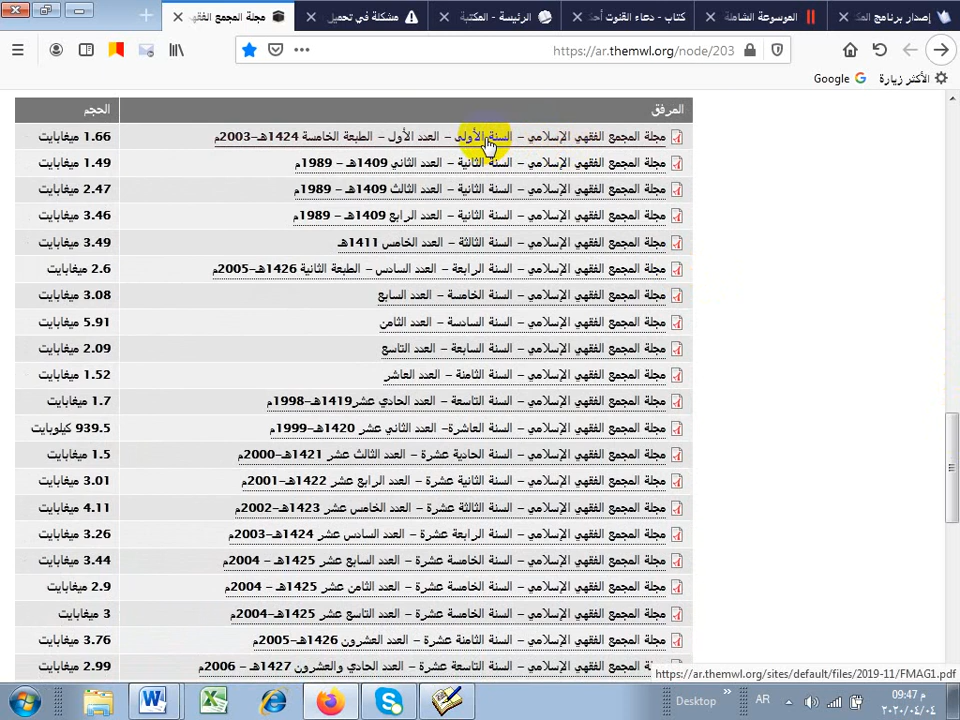 إصدار برنامج المك
الموسوعة الشاملة
كتاب - دعاء القنوت أحك
الرئيسة - المكتبة
مشكلة في تحميل
مجلة المجمع الفقهي
https://ar.themwl.org/node/203
الأكثر زيارة
Google
المرفق الحجم
مجلة المجمع الفقهي الإسلامي – السنة الأولى – العدد الأول – الطبعة الخامسة 1424هـ–2003م 1.66 ميغابايت
مجلة المجمع الفقهي الإسلامي – السنة الثانية – العدد الثاني 1409هـ – 1989م 1.49 ميغابايت
مجلة المجمع الفقهي الإسلامي – السنة الثانية – العدد الثالث 1409هـ – 1989م 2.47 ميغابايت
مجلة المجمع الفقهي الإسلامي – السنة الثانية – العدد الرابع 1409هـ – 1989م 3.46 ميغابايت
مجلة المجمع الفقهي الإسلامي – السنة الثالثة – العدد الخامس 1411هـ 3.49 ميغابايت
مجلة المجمع الفقهي الإسلامي – السنة الرابعة – العدد السادس – الطبعة الثانية 1426هـ–2005م 2.6 ميغابايت
مجلة المجمع الفقهي الإسلامي – السنة الخامسة – العدد السابع 3.08 ميغابايت
مجلة المجمع الفقهي الإسلامي – السنة السادسة – العدد الثامن 5.91 ميغابايت
مجلة المجمع الفقهي الإسلامي – السنة السابعة – العدد التاسع 2.09 ميغابايت
مجلة المجمع الفقهي الإسلامي – السنة الثامنة – العدد العاشر 1.52 ميغابايت
مجلة المجمع الفقهي الإسلامي – السنة التاسعة – العدد الحادي عشر1419هـ–1998م 1.7 ميغابايت
مجلة المجمع الفقهي الإسلامي – السنة العاشرة– العدد الثاني عشر 1420هـ–1999م 939.5 كيلوبايت
مجلة المجمع الفقهي الإسلامي – السنة الحادية عشرة – العدد الثالث عشر 1421هـ–2000م 1.5 ميغابايت
مجلة المجمع الفقهي الإسلامي – السنة الثانية عشرة – العدد الرابع عشر 1422هـ–2001م 3.01 ميغابايت
مجلة المجمع الفقهي الإسلامي – السنة الثالثة عشرة – العدد الخامس عشر 1423هـ–2002م 4.11 ميغابايت
مجلة المجمع الفقهي الإسلامي – السنة الرابعة عشرة – العدد السادس عشر 1424هـ–2003م 3.26 ميغابايت
مجلة المجمع الفقهي الإسلامي – السنة الخامسة عشرة – العدد السابع عشر 1425هـ – 2004م 3.44 ميغابايت
مجلة المجمع الفقهي الإسلامي – السنة الخامسة عشرة – العدد الثامن عشر 1425هـ – 2004م 2.9 ميغابايت
مجلة المجمع الفقهي الإسلامي – السنة الخامسة عشرة – العدد التاسع عشر 1425هـ–2004م 3 ميغابايت
مجلة المجمع الفقهي الإسلامي – السنة الثامنة عشرة – العدد العشرون 1426هـ–2005م 3.76 ميغابايت
مجلة المجمع الفقهي الإسلامي – السنة التاسعة عشرة – العدد الحادي والعشرون 1427هـ – 2006م 2.99 ميغابايت
https://ar.themwl.org/sites/default/files/2019-11/FMAG1.pdf
Desktop
AR
09:47 م
٢٠٢٠/٠٤/٠٤